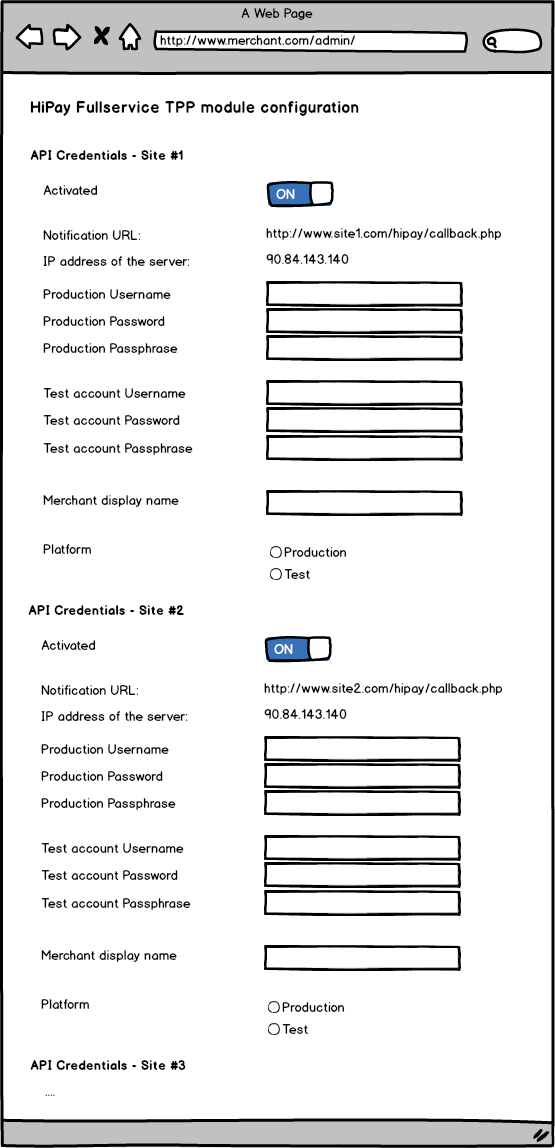 A Web Page
http://www.merchant.com/admin/
HiPay Fullservice TPP module configuration
API Credentials - Site #1
Activated ON
Notification URL: http://www.site1.com/hipay/callback.php
IP address of the server: 90.84.143.140
Production Username
Production Password
Production Passphrase
Test account Username
Test account Password
Test account Passphrase
Merchant display name
Platform Production
Test
API Credentials - Site #2
Activated ON
Notification URL: http://www.site2.com/hipay/callback.php
IP address of the server: 90.84.143.140
Production Username
Production Password
Production Passphrase
Test account Username
Test account Password
Test account Passphrase
Merchant display name
Platform Production
Test
API Credentials - Site #3
....